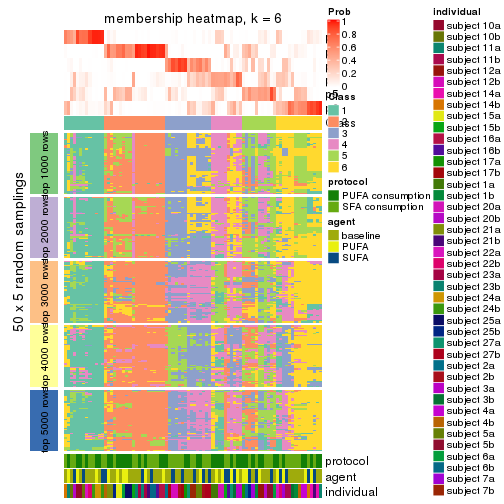 membership heatmap, k = 6
Prob
1
0.8
0.6
0.4
0.2
0
Class
1
2
3
4
5
6
protocol
PUFA consumption
SFA consumption
agent
baseline
PUFA
SUFA
individual
subject 10a
subject 10b
subject 11a
subject 11b
subject 12a
subject 12b
subject 14a
subject 14b
subject 15a
subject 15b
subject 16a
subject 16b
subject 17a
subject 17b
subject 1a
subject 1b
subject 20a
subject 20b
subject 21a
subject 21b
subject 22a
subject 22b
subject 23a
subject 23b
subject 24a
subject 24b
subject 25a
subject 25b
subject 27a
subject 27b
subject 2a
subject 2b
subject 3a
subject 3b
subject 4a
subject 4b
subject 5a
subject 5b
subject 6a
subject 6b
subject 7a
subject 7b
50 x 5 random samplings
top 1000 rows
top 2000 rows
top 3000 rows
top 4000 rows
top 5000 rows
protocol
agent
individual